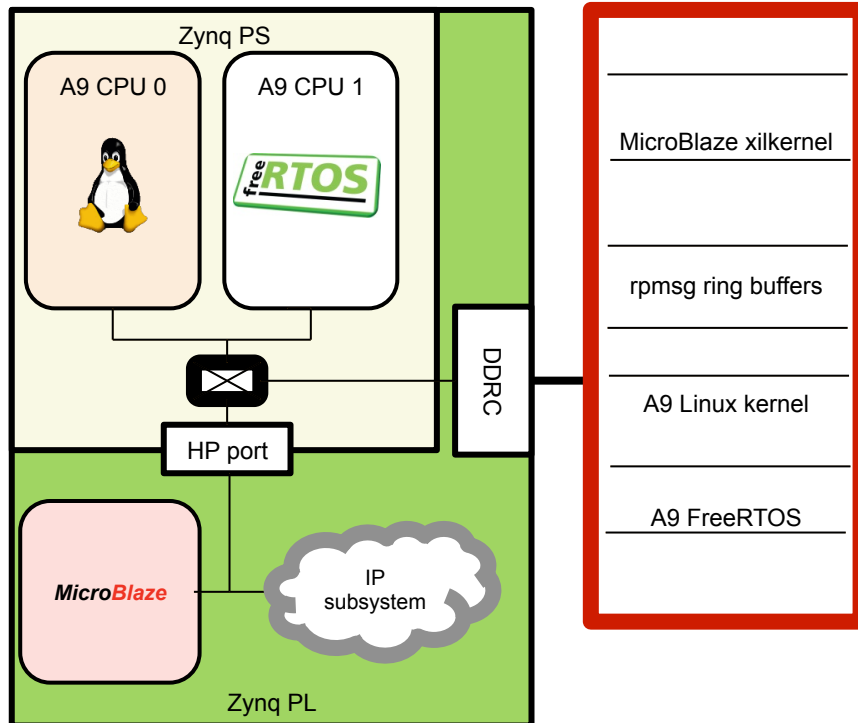 Zynq PS
A9 CPU 0
A9 CPU 1
free RTOS
DDRC
HP port
MicroBlaze
IP
subsystem
Zynq PL
MicroBlaze xilkernel
rpmsg ring buffers
A9 Linux kernel
A9 FreeRTOS